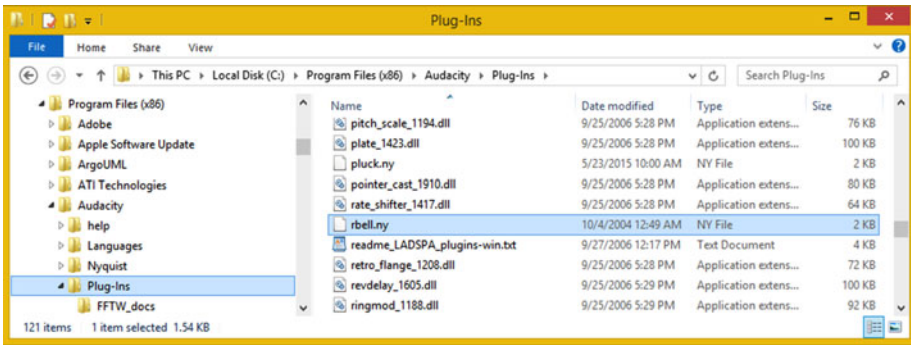 Plug-Ins
File Home Share View
This PC Local Disk (C:) Program Files (x86) Audacity Plug-Ins Search Plug-Ins
Program Files (x86)
Adobe
Apple Software Update
ArgoUML
ATI Technologies
Audacity
help
Languages
Nyquist
Plug-Ins
FFTW_docs
Name Date modified Type Size
pitch_scale_1194.dll 9/25/2006 5:28 PM Application extens... 76 KB
plate_1423.dll 9/25/2006 5:28 PM Application extens... 100 KB
pluck.ny 5/23/2015 10:00 AM NY File 2 KB
pointer_cast_1910.dll 9/25/2006 5:28 PM Application extens... 80 KB
rate_shifter_1417.dll 9/25/2006 5:28 PM Application extens... 64 KB
rbell.ny 10/4/2004 12:49 AM NY File 2 KB
readme_LADSPA_plugins-win.txt 9/27/2006 12:17 PM Text Document 4 KB
retro_flange_1208.dll 9/25/2006 5:28 PM Application extens... 72 KB
revdelay_1605.dll 9/25/2006 5:29 PM Application extens... 100 KB
ringmod_1188.dll 9/25/2006 5:29 PM Application extens... 92 KB
121 items 1 item selected 1.54 KB